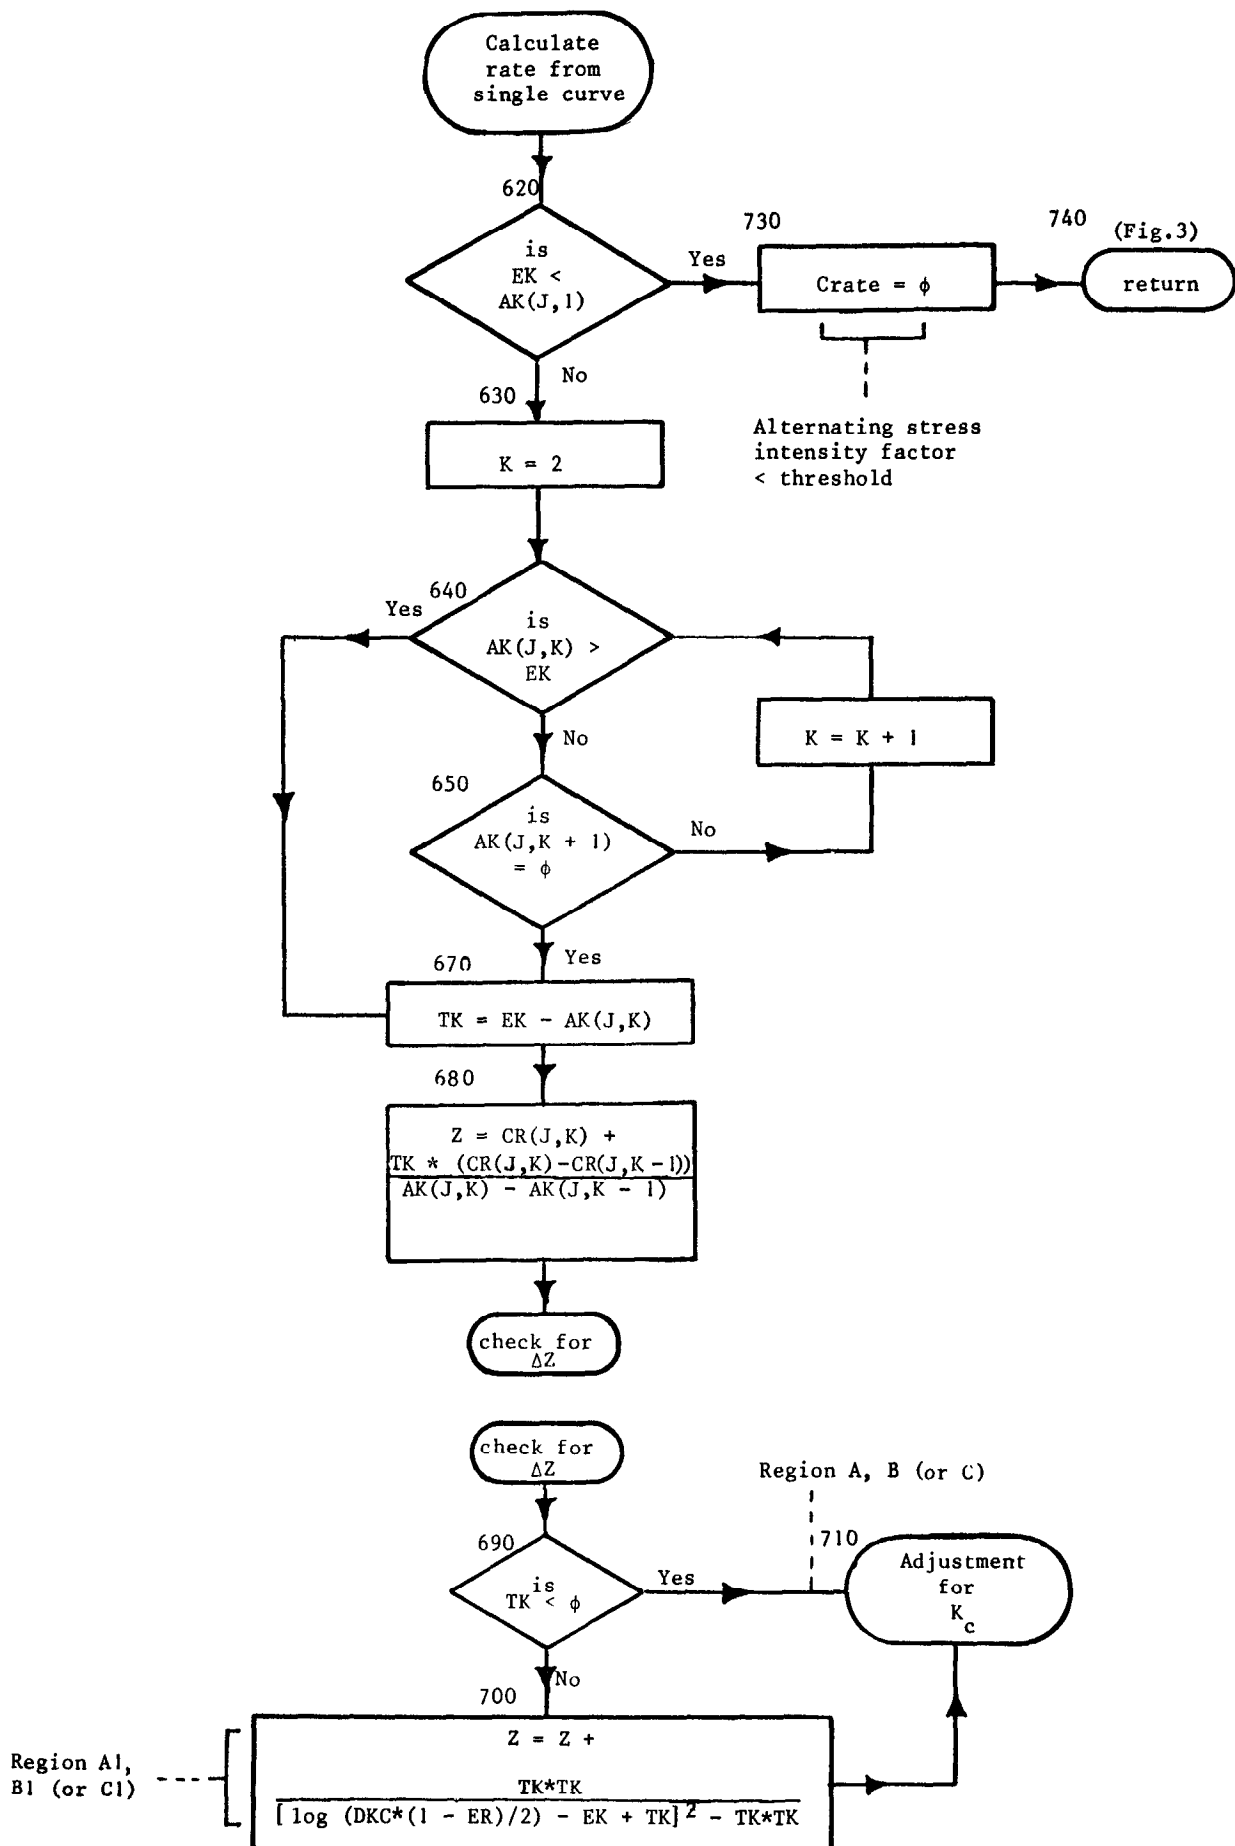 Calculate
rate from
single curve
620
is
EK <
AK(J,1)
Yes
730
Crate = ϕ
740 (Fig.3)
return
Alternating stress
intensity factor
< threshold
No
630
K = 2
640
Yes
is
AK(J,K) >
EK
No
K = K + 1
650
is
AK(J,K + 1)
= ϕ
No
Yes
670
TK = EK - AK(J,K)
680
Z = CR(J,K) +
TK * (CR(J,K)-CR(J,K-1))
AK(J,K) - AK(J,K - 1)
check for
ΔZ
check for
ΔZ
Region A, B (or C)
690
is
TK < ϕ
Yes
710
Adjustment
for
K_c
No
700
Region A1,
B1 (or C1)
Z = Z +
TK*TK
[log (DKC*(1 - ER)/2) - EK + TK]² - TK*TK